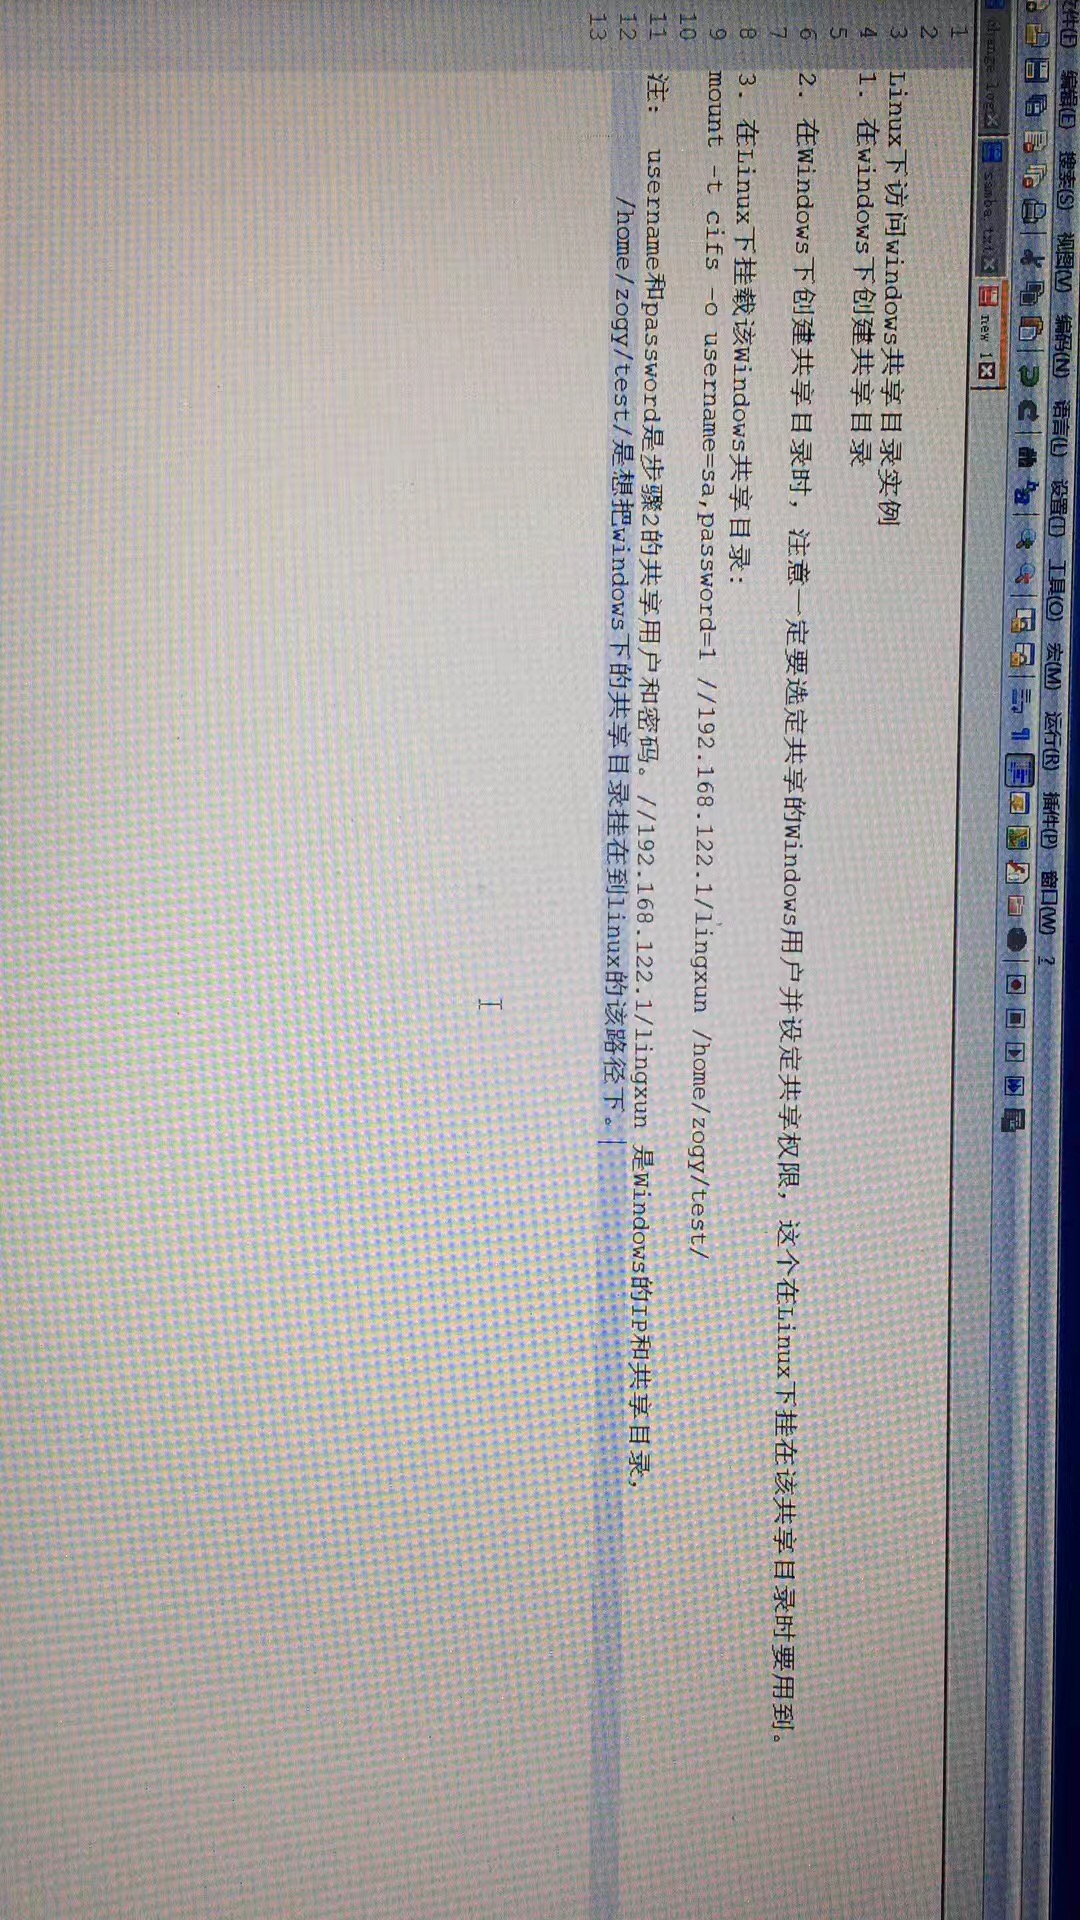 文件(F) 编辑(E) 搜索(S) 视图(V) 编码(N) 语言(L) 设置(T) 工具(O) 宏(M) 运行(R) 插件(P) 窗口(W) ?
change log samba.txt new 1
1
2
3 Linux下访问windows共享目录实例
4 1. 在windows下创建共享目录
5
6 2. 在Windows下创建共享目录时，注意一定要选定共享的Windows用户并设定共享权限，这个在Linux下挂在该共享目录时要用到。
7
8 3. 在Linux下挂载该Windows共享目录：
9 mount -t cifs -o username=sa,password=1 //192.168.122.1/lingxun /home/zogy/test/
10
11 注： username和password是步骤2的共享用户和密码。//192.168.122.1/lingxun 是Windows的IP和共享目录，
12 /home/zogy/test/是想把windows下的共享目录挂在到linux的该路径下。
13